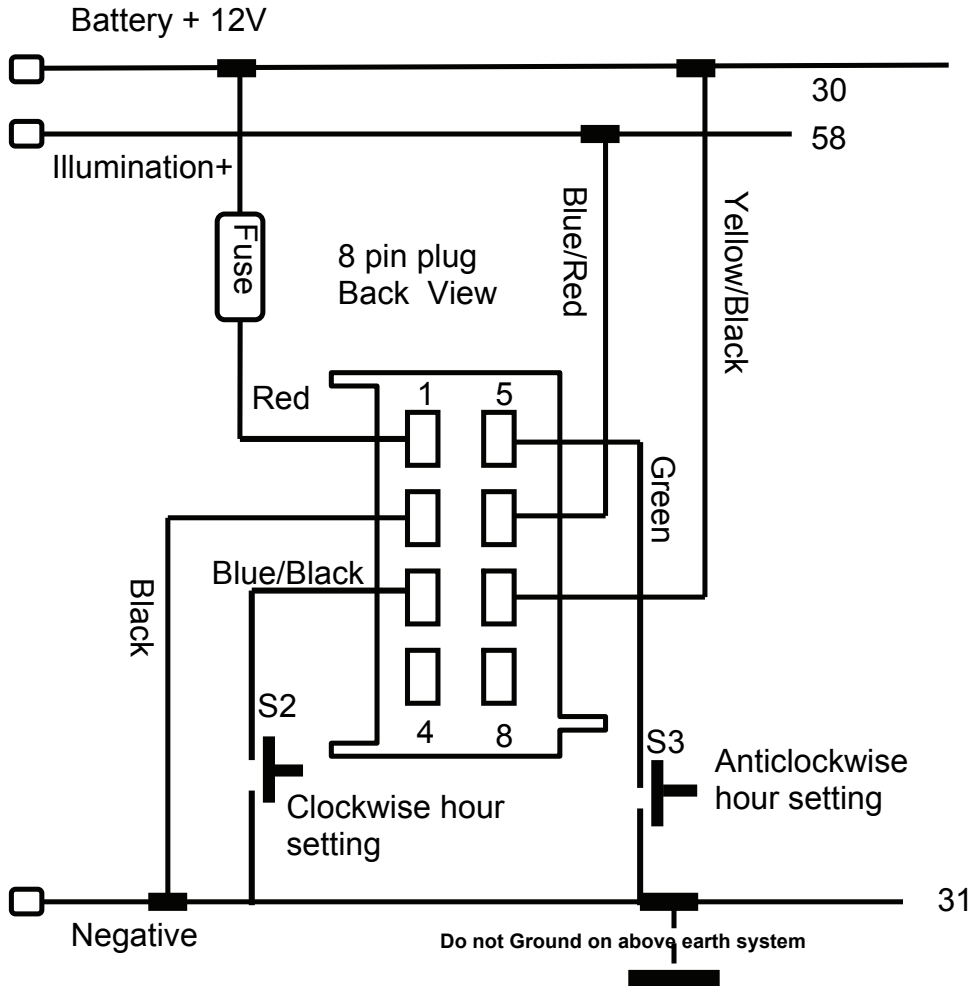 Battery + 12V
30
58
Illumination+
Fuse
8 pin plug
Back View
Blue/Red
Yellow/Black
Red
1
5
Green
Blue/Black
Black
S2
4
8
S3
Clockwise hour
setting
Anticlockwise
hour setting
31
Negative
Do not Ground on above earth system